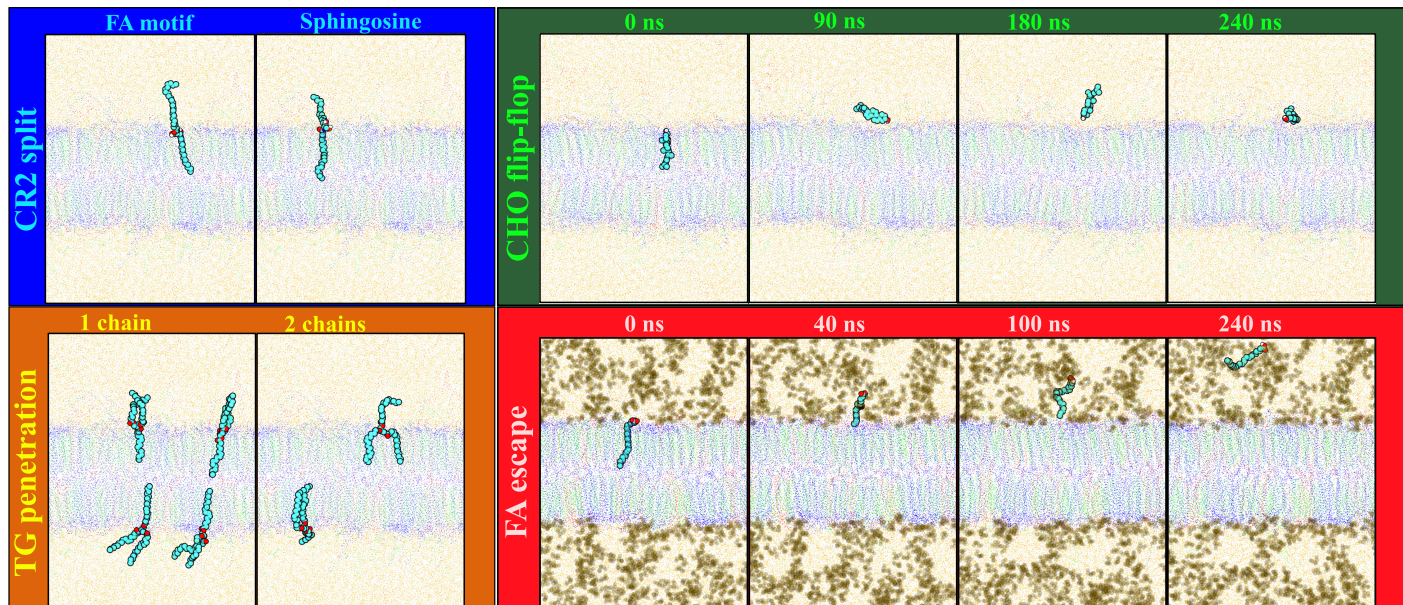 CR2 split
FA motif
Sphingosine
CHO flip-flop
0 ns
90 ns
180 ns
240 ns
TG penetration
1 chain
2 chains
FA escape
0 ns
40 ns
100 ns
240 ns